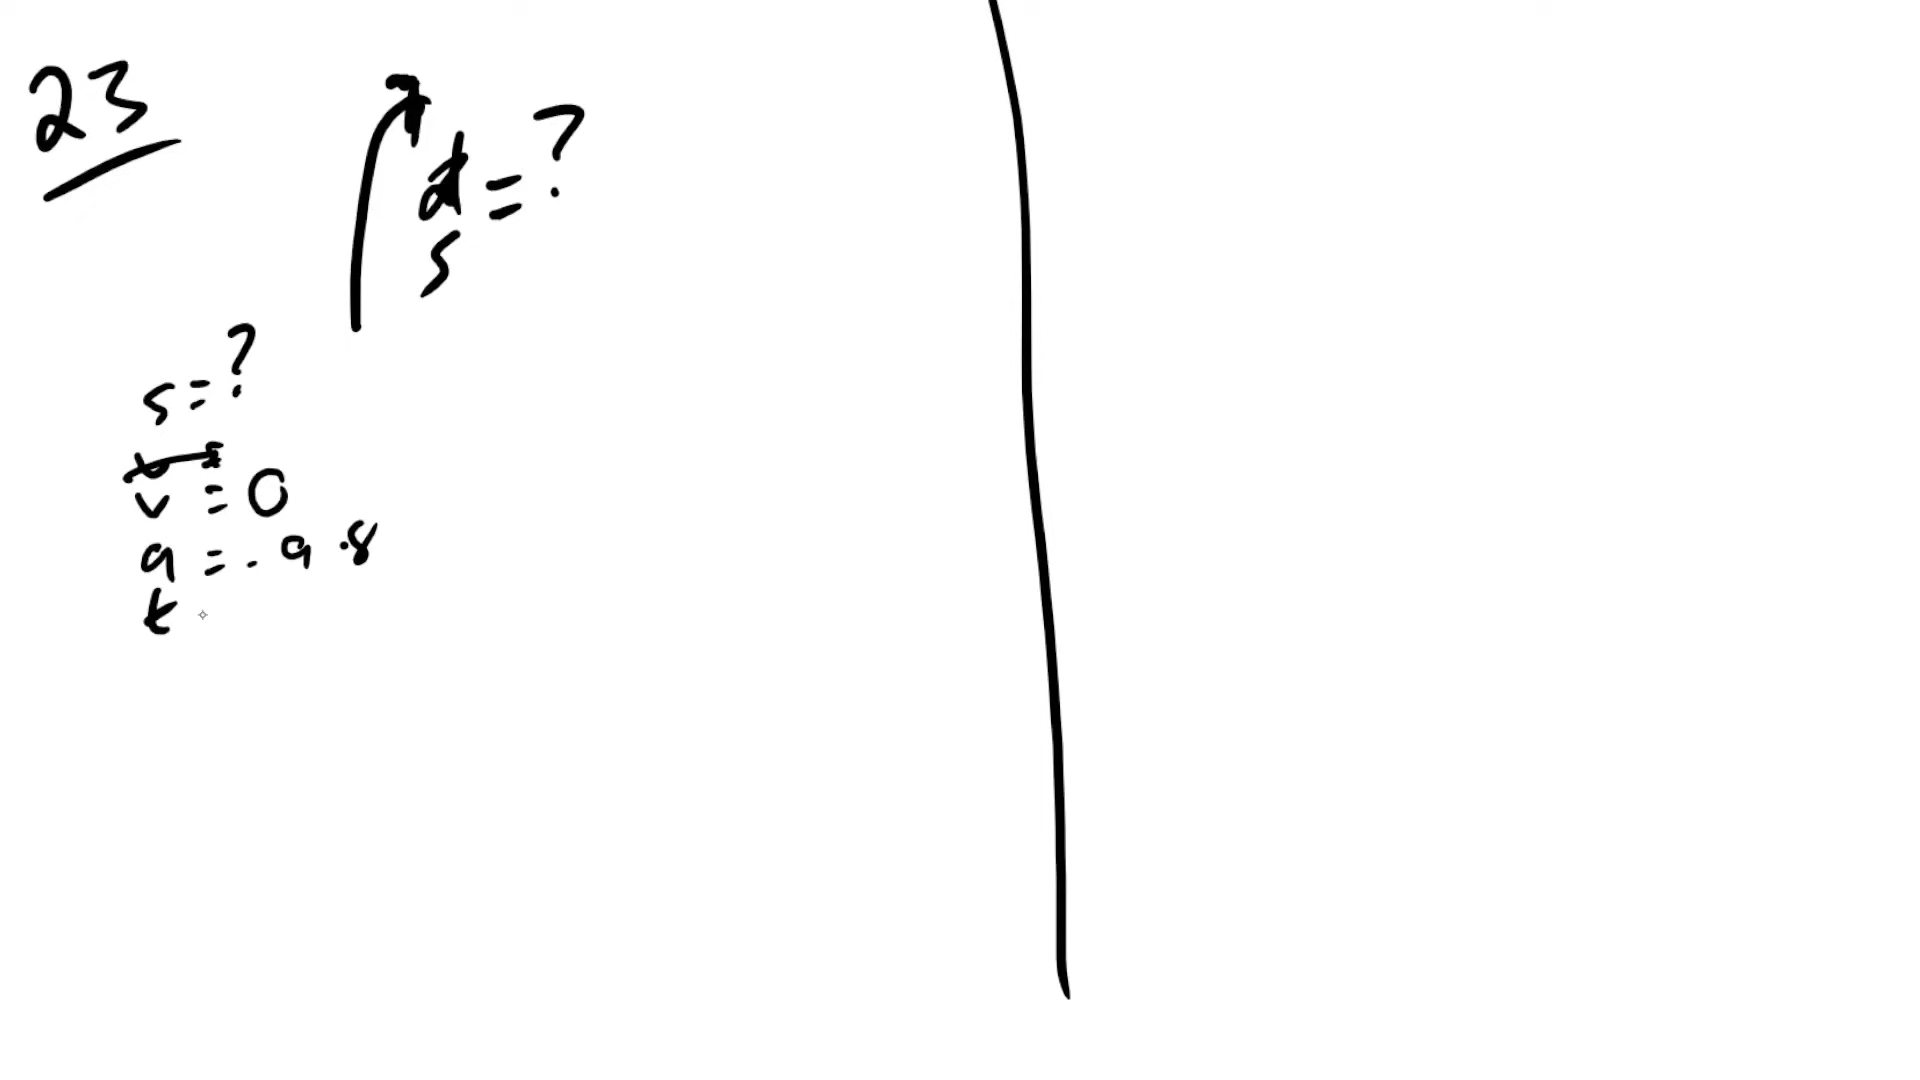 23
d = ?
s
s = ?
v = 0
a = - 9.8
t